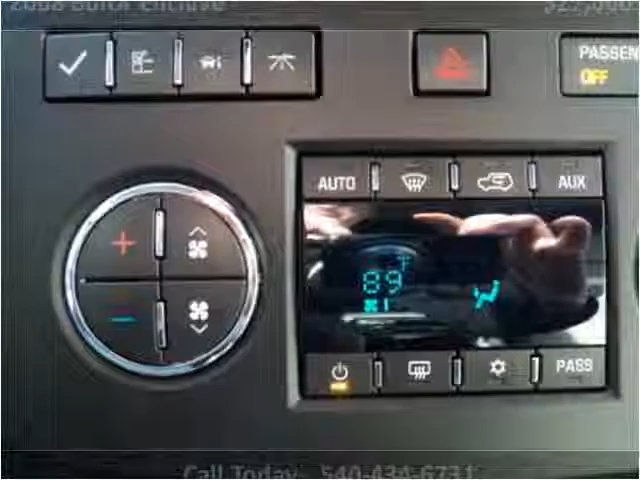 2008 Buick Enclave
PASSEN
OFF
AUTO
AUX
89
PASS
Call Today 540-434-6731